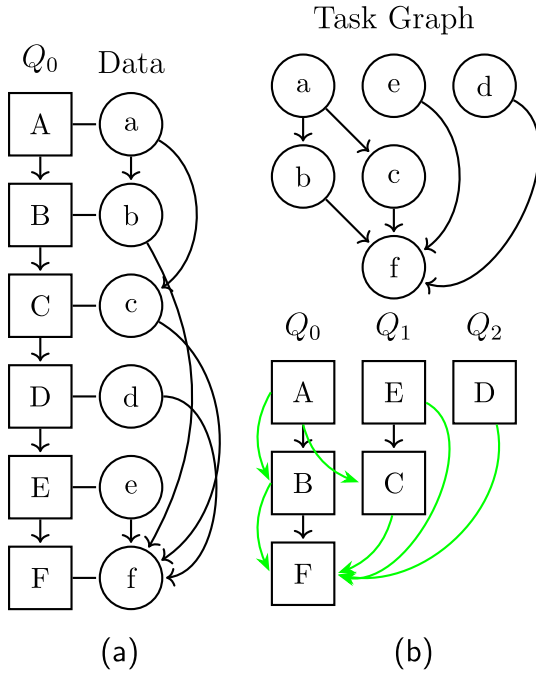 Q₀ Data
A a
B b
C c
D d
E e
F f
(a)
Task Graph
a e d
b c
f
Q₀ Q₁ Q₂
A E D
B C
F
(b)